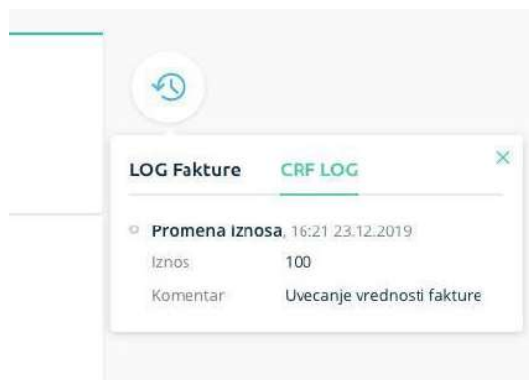 LOG Fakture CRF LOG
Promena iznosa, 16:21 23.12.2019
Iznos 100
Komentar Uvecanje vrednosti fakture